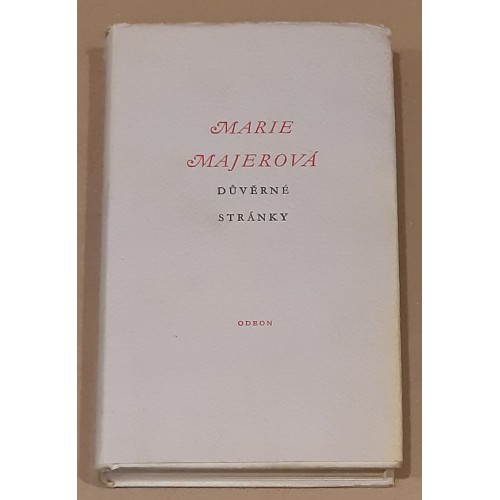 MARIE
MAJEROVÁ
DŮVĚRNÉ
STRÁNKY
ODEON